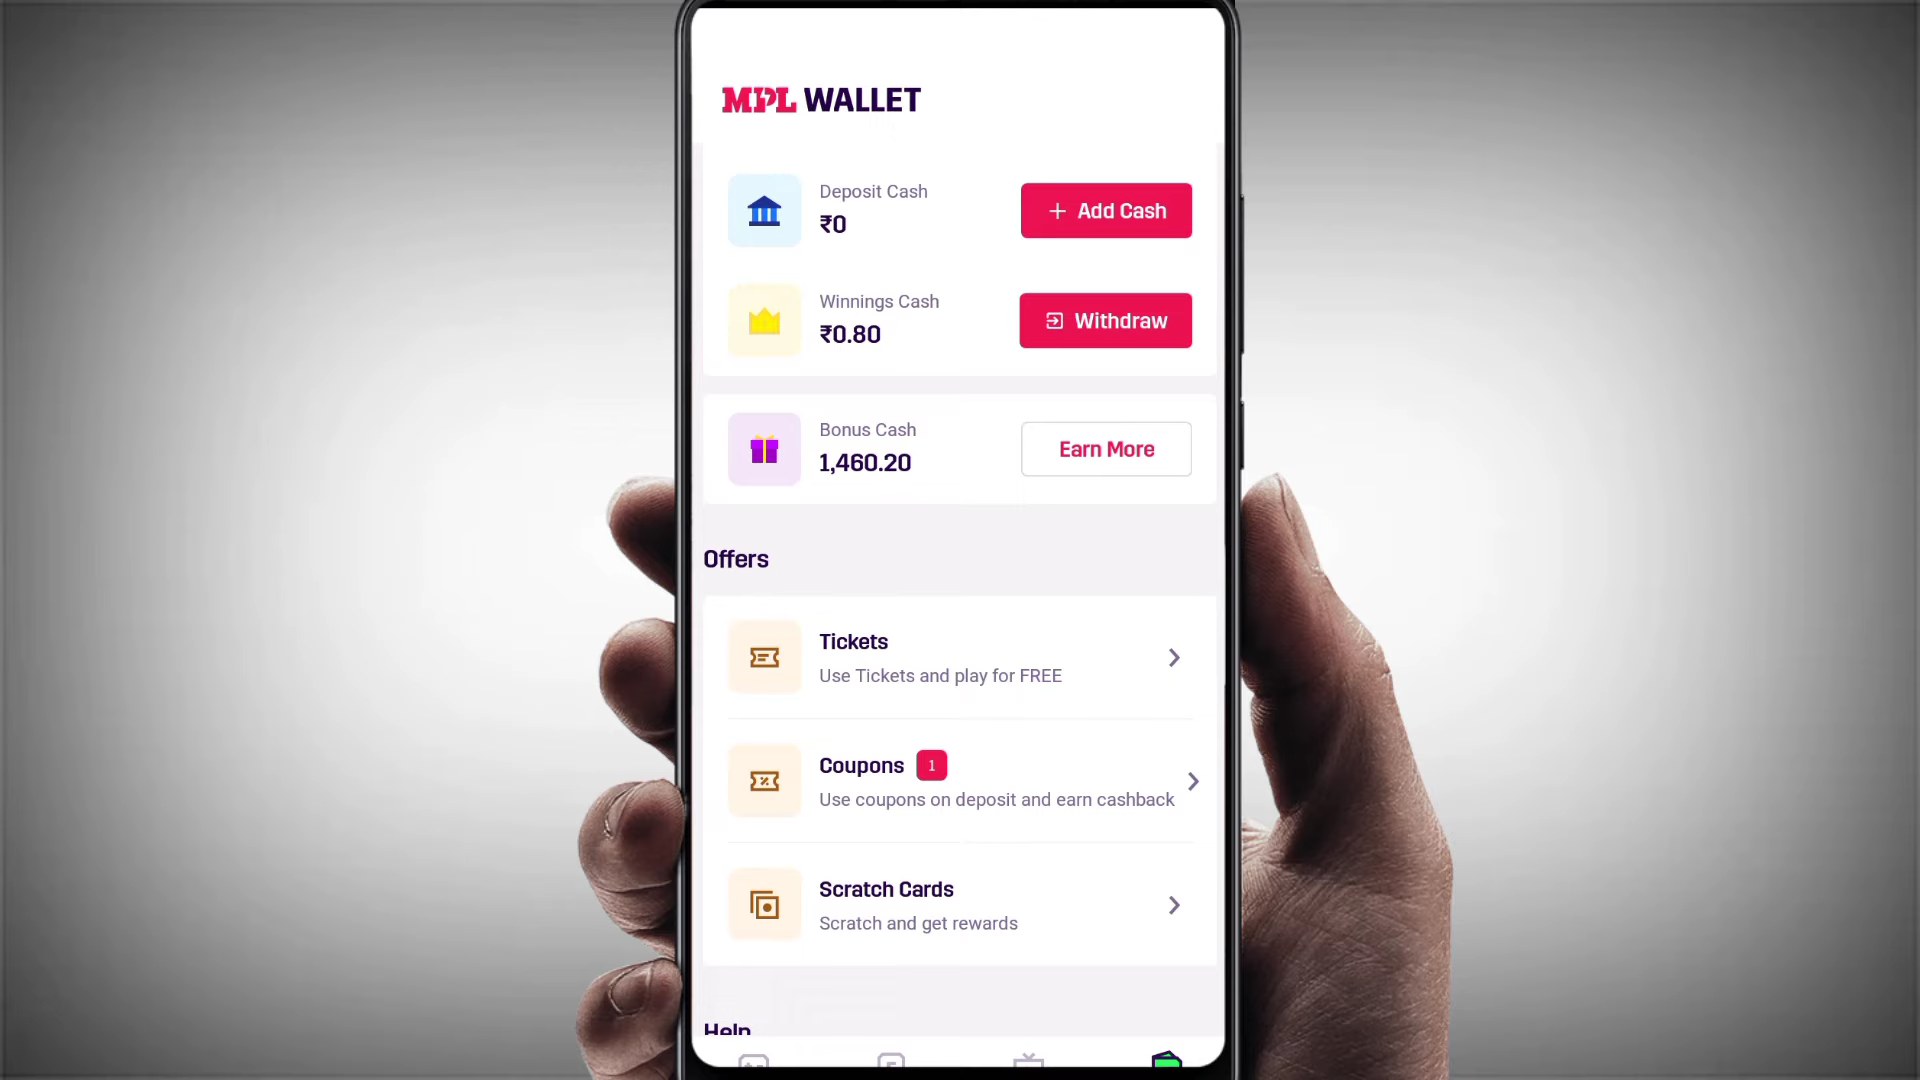 MPL WALLET
Deposit Cash
₹0
+ Add Cash
Winnings Cash
₹0.80
Withdraw
Bonus Cash
1,460.20
Earn More
Offers
Tickets
Use Tickets and play for FREE
Coupons 1
Use coupons on deposit and earn cashback
Scratch Cards
Scratch and get rewards
Help